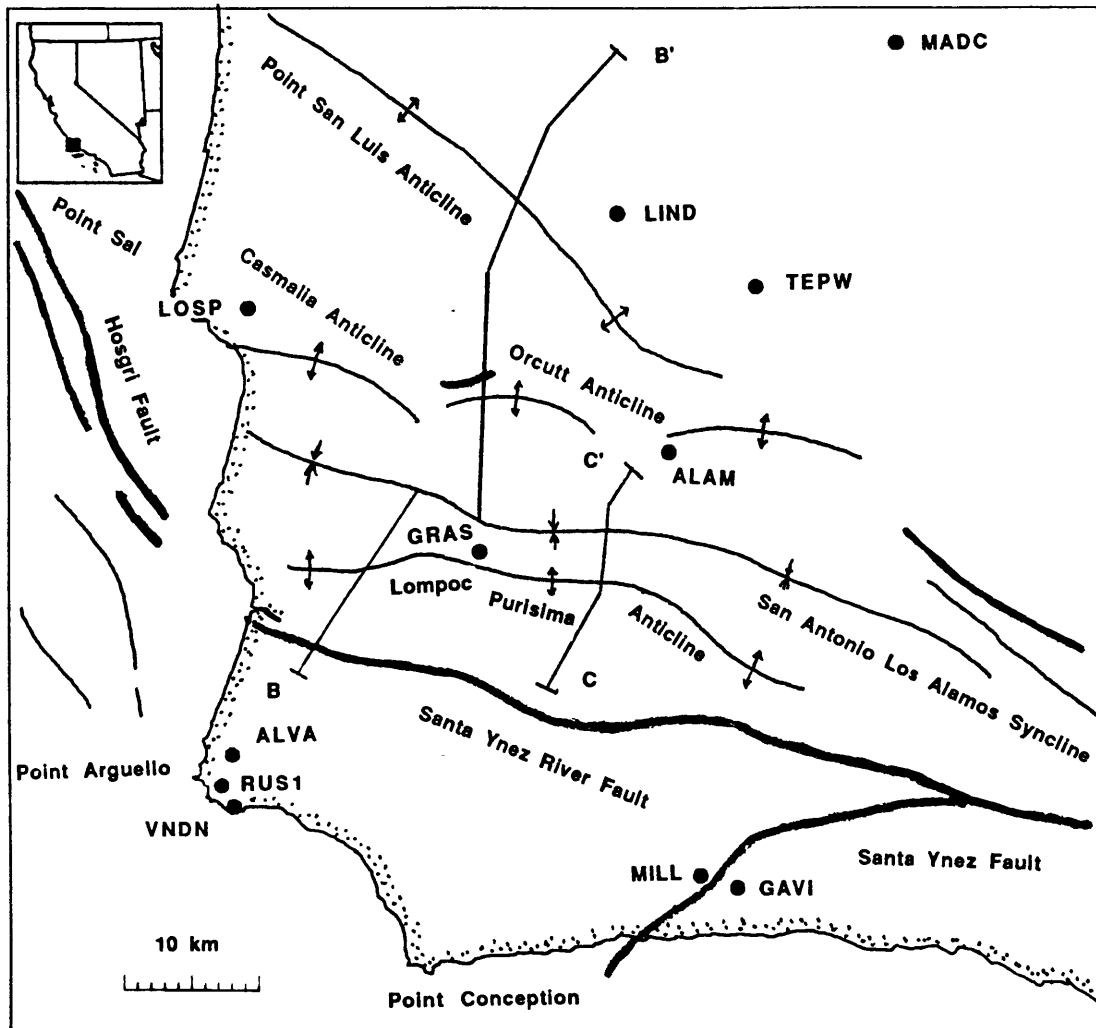 B'
MADC
Point San Luis Anticline
LIND
Point Sal
TEPW
Casmalia Anticline
LOSP
Hosgri Fault
Orcutt Anticline
C'
ALAM
GRAS
Lompoc
Purisima
Anticline
San Antonio Los Alamos Syncline
B
C
Santa Ynez River Fault
ALVA
Point Arguello
RUS1
VNDN
Santa Ynez Fault
MILL
GAVI
10 km
Point Conception